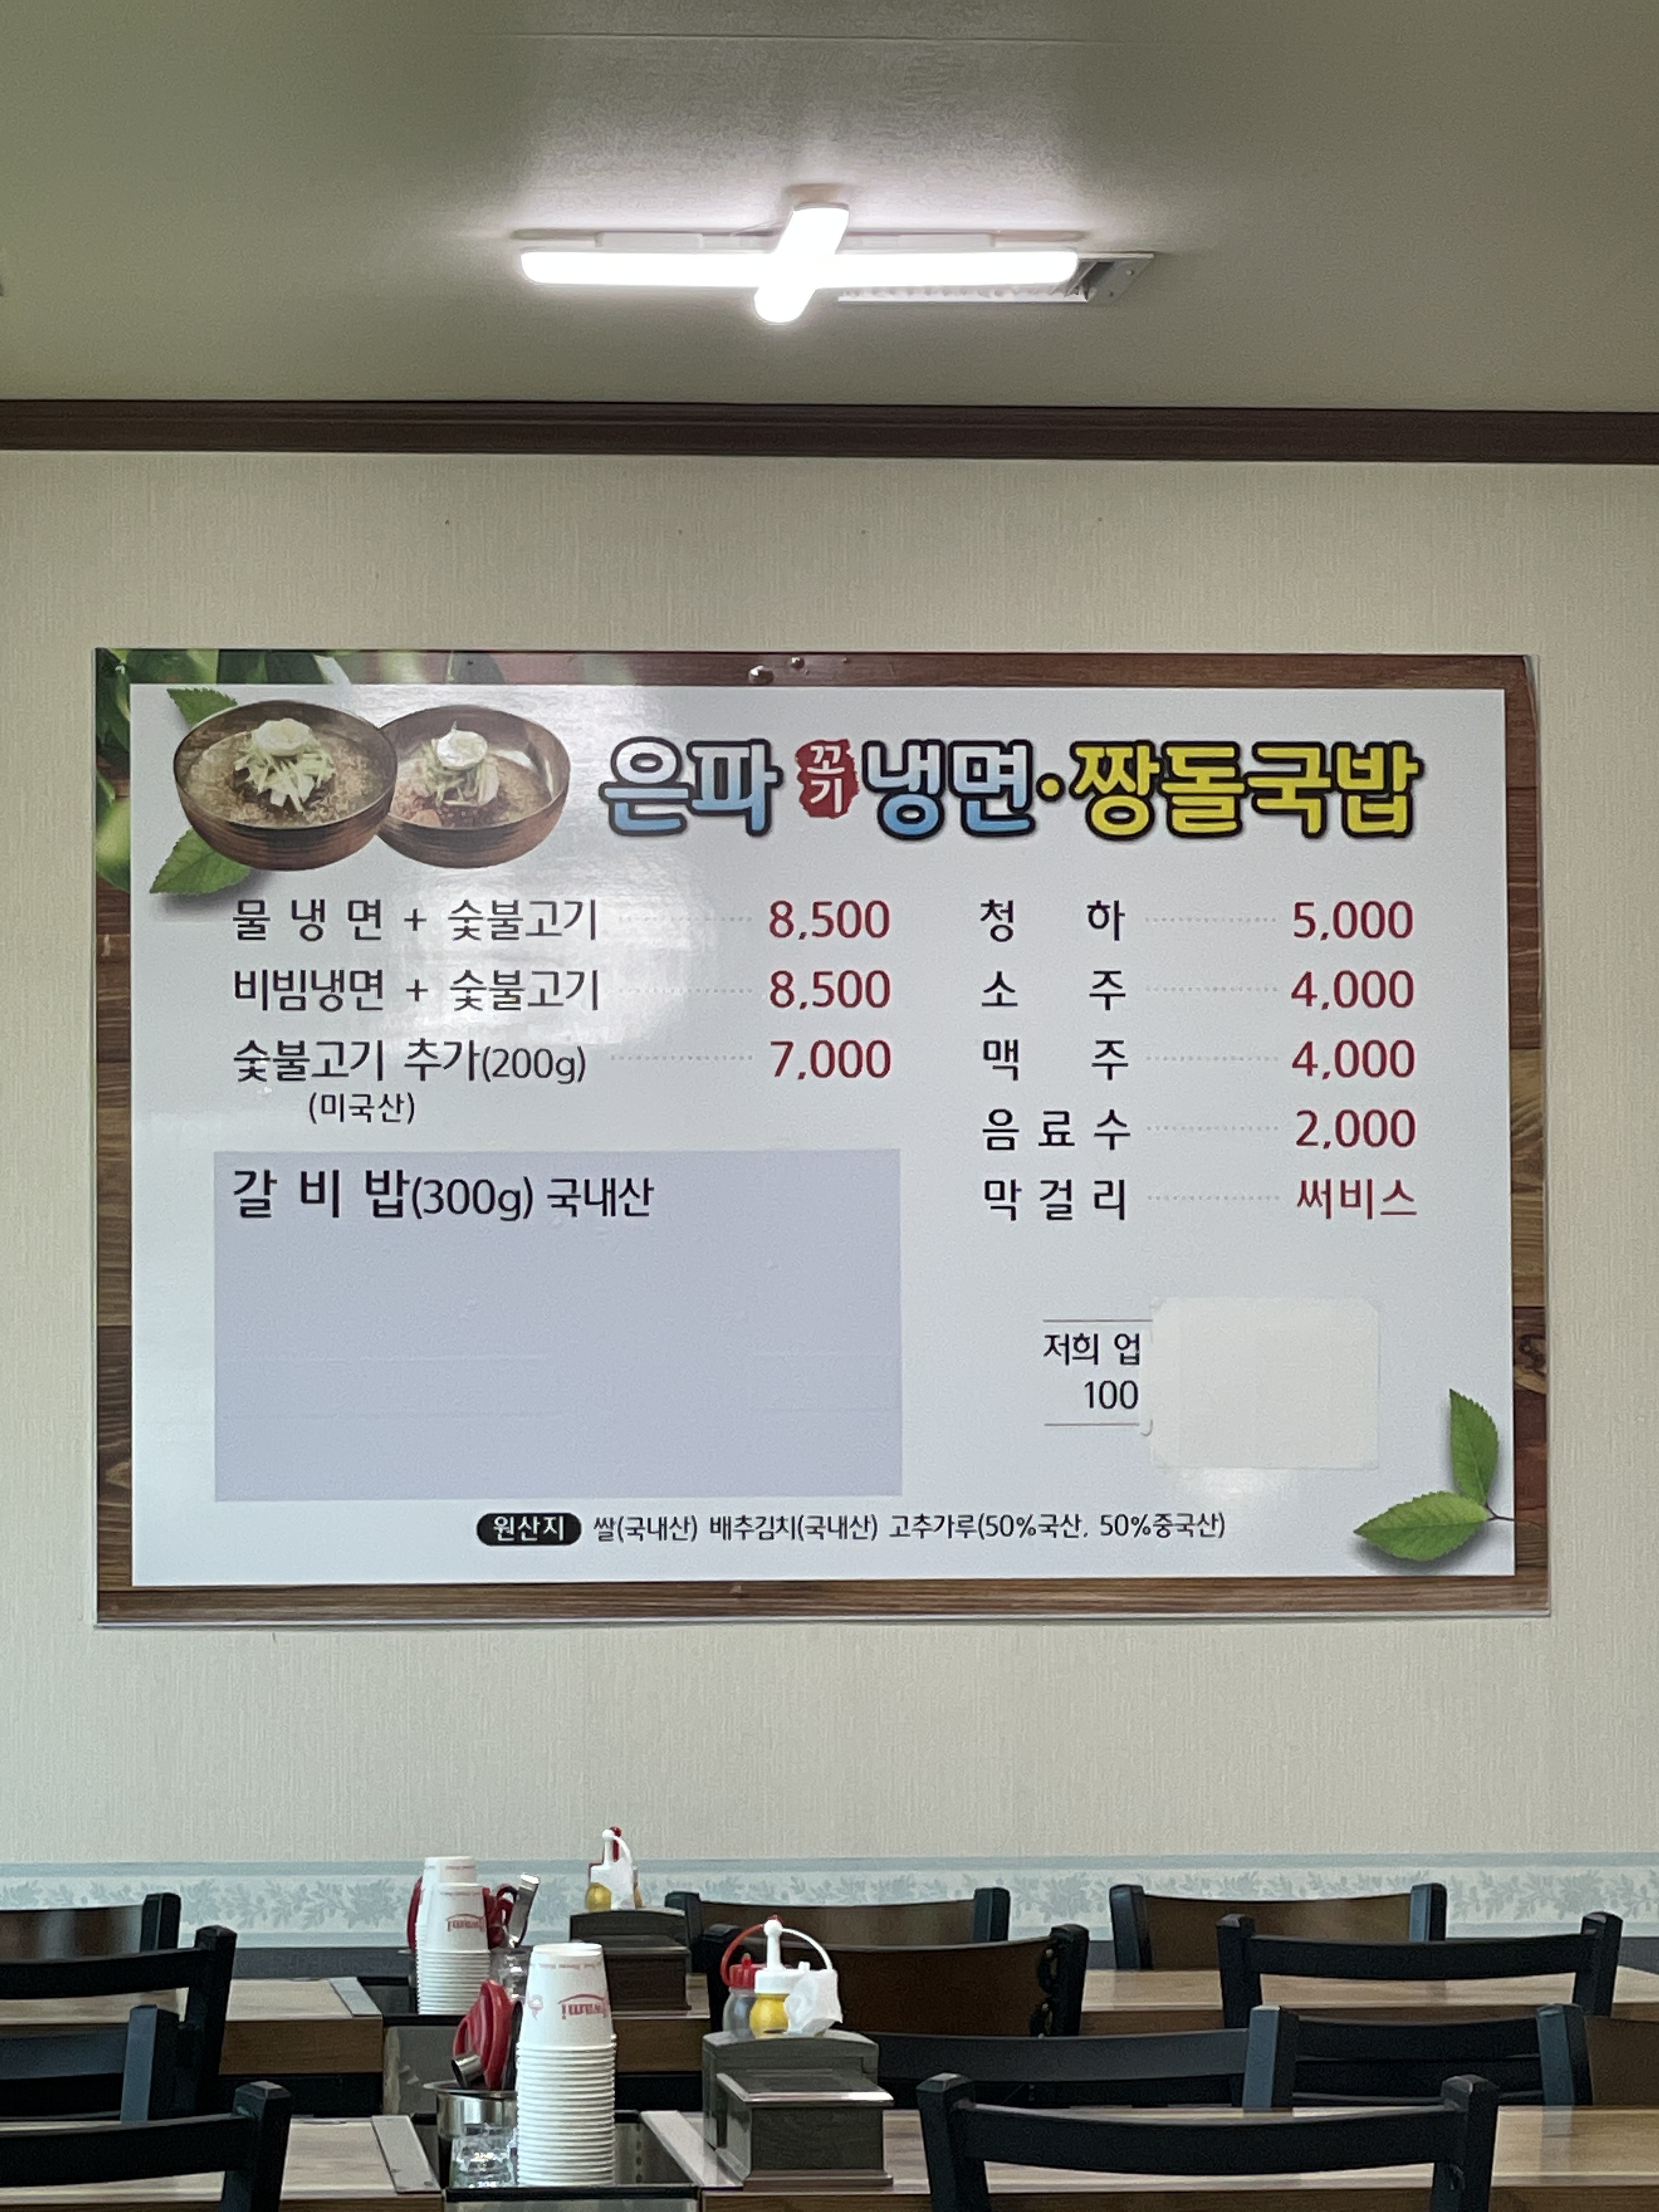 은파 꼬기 냉면·짱돌국밥
물 냉 면 + 숯불고기 8,500
비빔냉면 + 숯불고기 8,500
숯불고기 추가(200g) 7,000
(미국산)
갈 비 밥(300g) 국내산
청 하 5,000
소 주 4,000
맥 주 4,000
음 료 수 2,000
막 걸 리 써비스
저희 업
100
원산지 쌀(국내산) 배추김치(국내산) 고추가루(50%국산, 50%중국산)